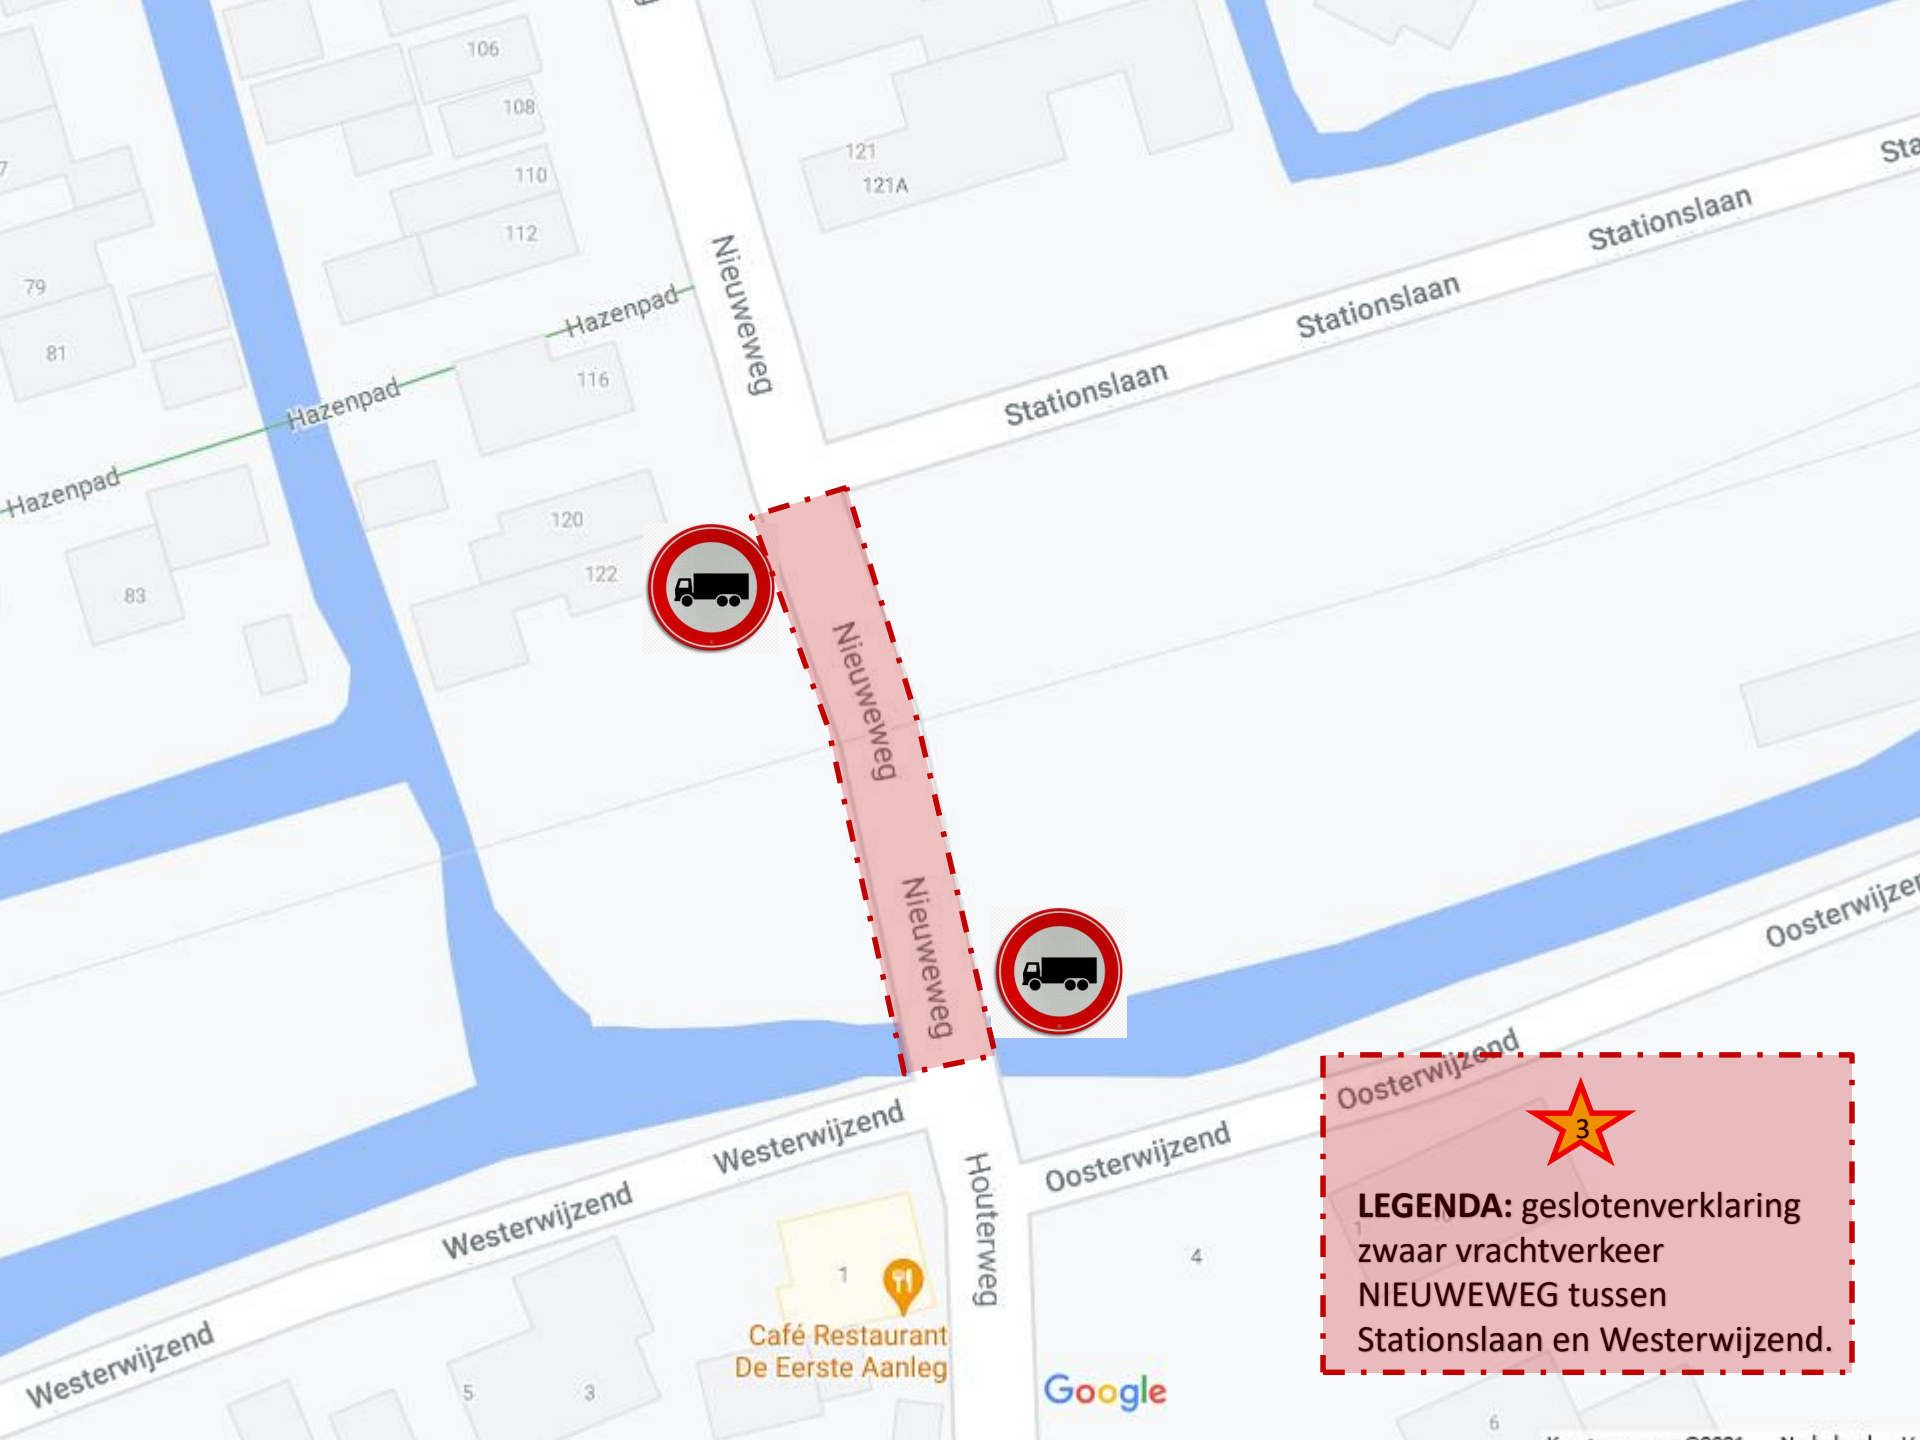 106
108
110
112
121
121A
79
81
83
116
120
122
Nieuweweg
Hazenpad
Hazenpad
Hazenpad
Stationslaan
Stationslaan
Stationslaan
Nieuweweg
Nieuweweg
Oosterwijzend
Oosterwijzend
Westerwijzend
Westerwijzend
Westerwijzend
Houterweg
1
4
5
3
6
Café Restaurant
De Eerste Aanleg
Google
3
LEGENDA: geslotenverklaring
zwaar vrachtverkeer
NIEUWEWEG tussen
Stationslaan en Westerwijzend.